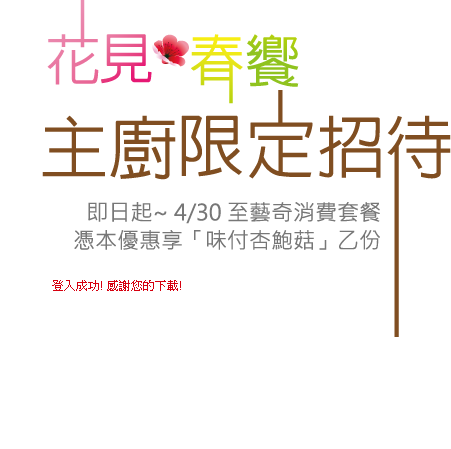 花見春饗
主廚限定招待
即日起~ 4/30 至藝奇消費套餐
憑本優惠享「味付杏鮑菇」乙份
登入成功! 感謝您的下載!